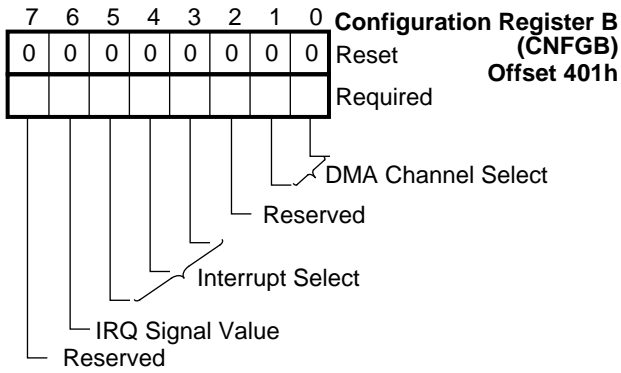 7 6 5 4 3 2 1 0 Configuration Register B
(CNFGB)
0 0 0 0 0 0 0 0 Reset
Offset 401h
Required
DMA Channel Select
Reserved
Interrupt Select
IRQ Signal Value
Reserved